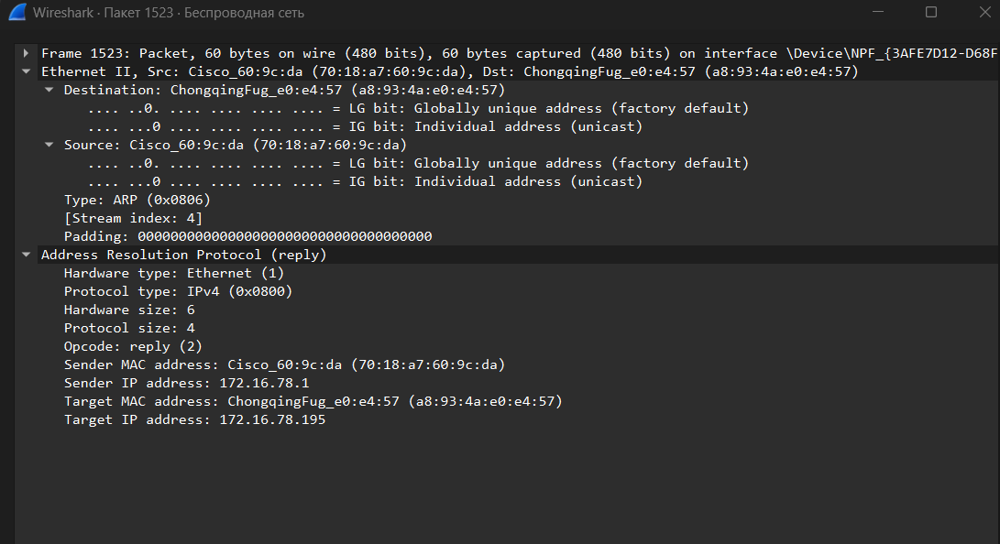 Wireshark · Пакет 1523 · Беспроводная сеть
Frame 1523: Packet, 60 bytes on wire (480 bits), 60 bytes captured (480 bits) on interface \Device\NPF_{3AFE7D12-D68F
Ethernet II, Src: Cisco_60:9c:da (70:18:a7:60:9c:da), Dst: ChongqingFug_e0:e4:57 (a8:93:4a:e0:e4:57)
Destination: ChongqingFug_e0:e4:57 (a8:93:4a:e0:e4:57)
.... ..0. .... .... .... .... = LG bit: Globally unique address (factory default)
.... ...0 .... .... .... .... = IG bit: Individual address (unicast)
Source: Cisco_60:9c:da (70:18:a7:60:9c:da)
.... ..0. .... .... .... .... = LG bit: Globally unique address (factory default)
.... ...0 .... .... .... .... = IG bit: Individual address (unicast)
Type: ARP (0x0806)
[Stream index: 4]
Padding: 000000000000000000000000000000000000
Address Resolution Protocol (reply)
Hardware type: Ethernet (1)
Protocol type: IPv4 (0x0800)
Hardware size: 6
Protocol size: 4
Opcode: reply (2)
Sender MAC address: Cisco_60:9c:da (70:18:a7:60:9c:da)
Sender IP address: 172.16.78.1
Target MAC address: ChongqingFug_e0:e4:57 (a8:93:4a:e0:e4:57)
Target IP address: 172.16.78.195